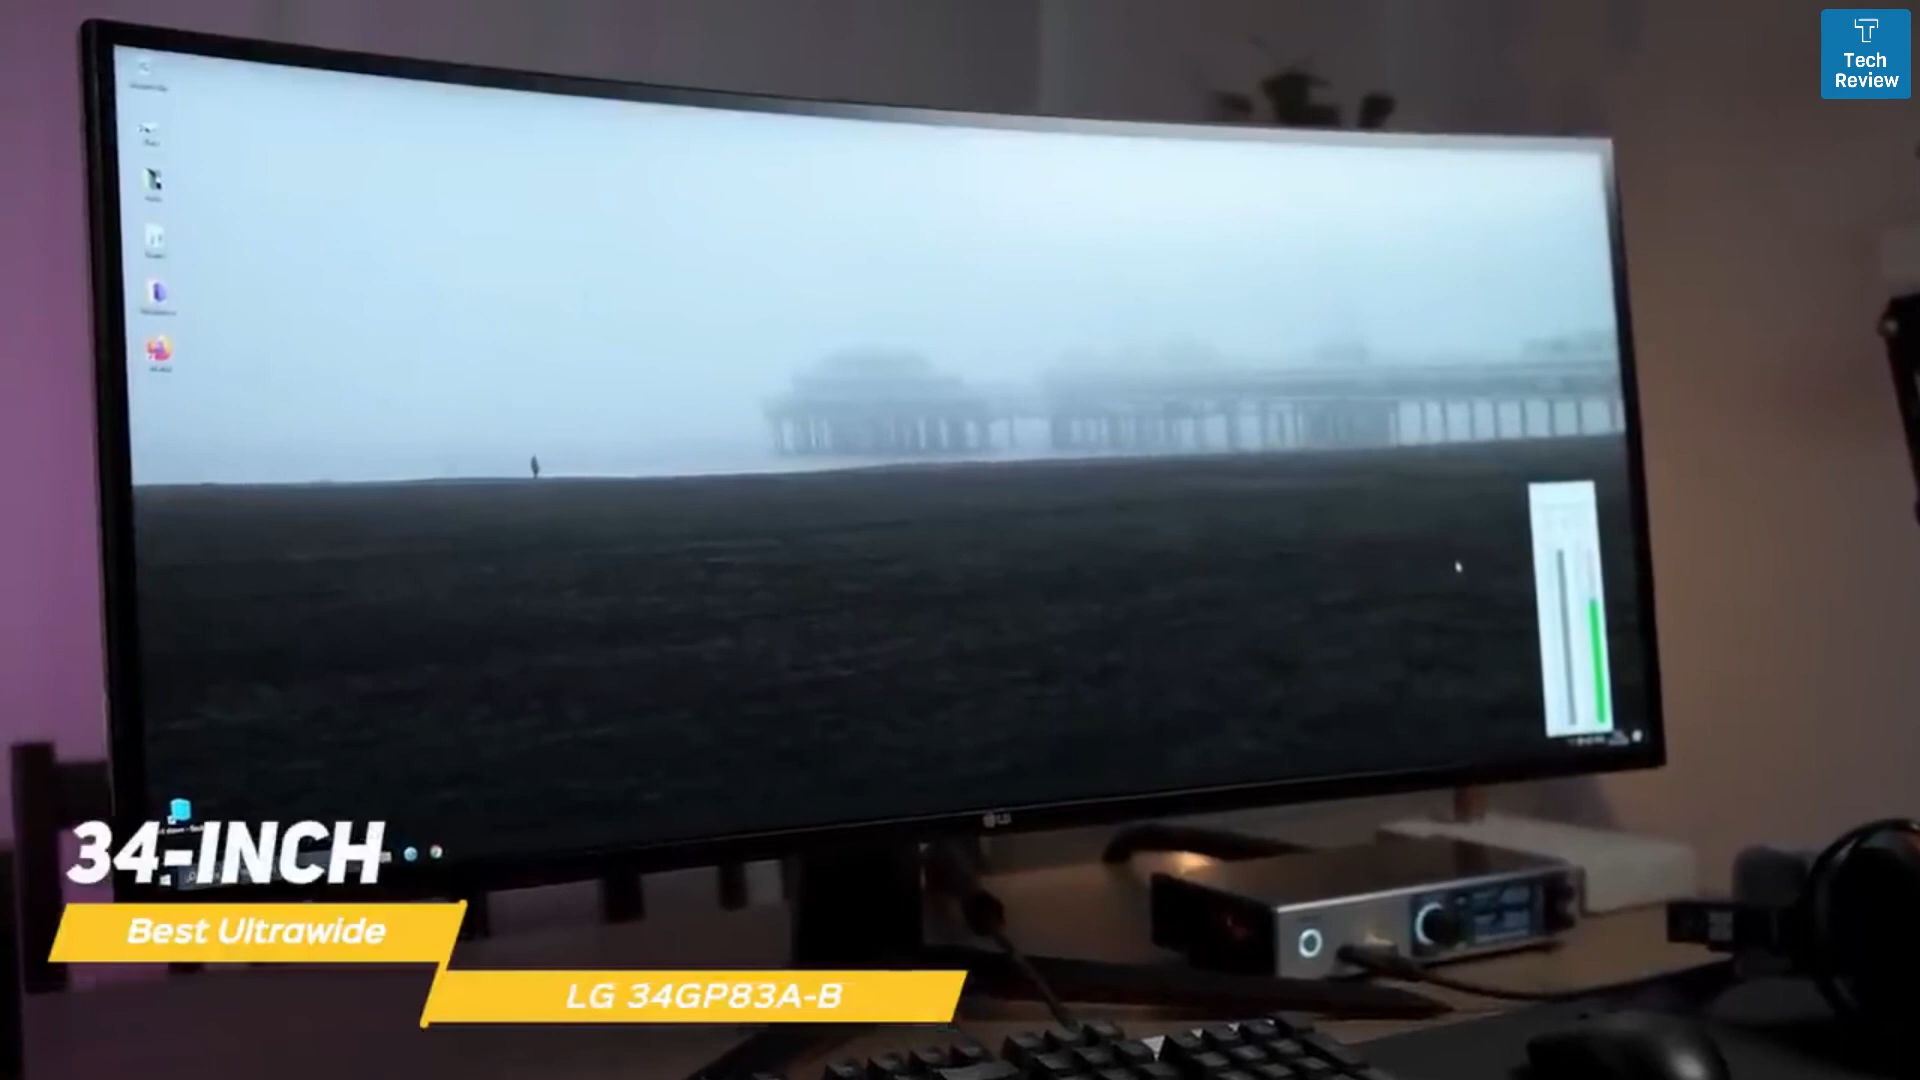 Tech
Review
LG
34-INCH
Best Ultrawide
LG 34GP83A-B